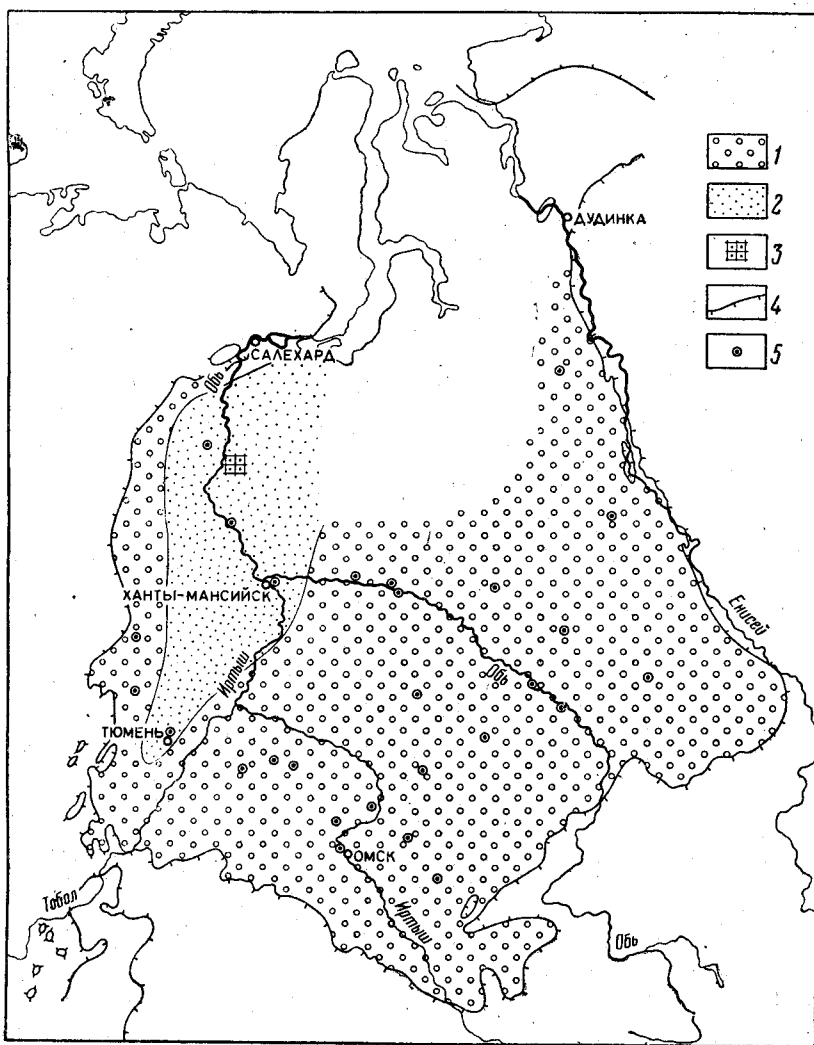 1
ДУДИНКА
2
3
4
САЛЕХАРД
5
Обь
ХАНТЫ-МАНСИЙСК
Енисей
Иртыш
Обь
ТЮМЕНЬ
ОМСК
Тобол
Иртыш
Обь